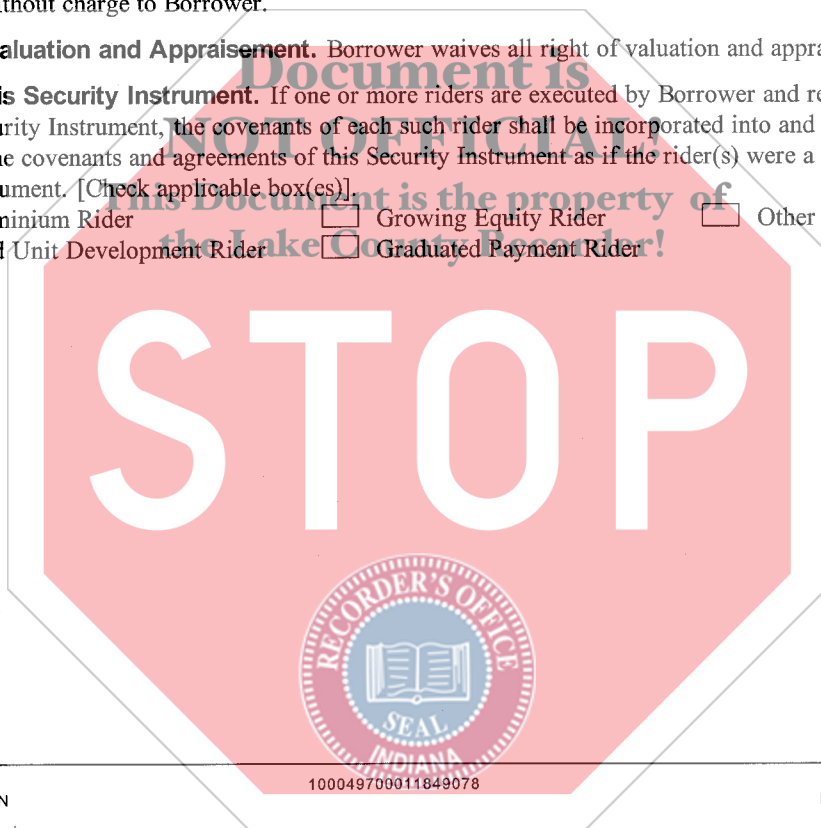 ithout charge to Borrower.
aluation and Appraisement. Borrower waives all right of valuation and appra
Document is
is Security Instrument. If one or more riders are executed by Borrower and re
urity Instrument, the covenants of each such rider shall be incorporated into and
NOT OFFICIAL!
ne covenants and agreements of this Security Instrument as if the rider(s) were a
ument. [Check applicable box(es)].
This Document is the property of
minium Rider Growing Equity Rider Other
the Lake County Recorder!
Unit Development Rider Graduated Payment Rider
STOP
RECORDER'S OFFICE
SEAL
INDIANA
100049700011849078
N